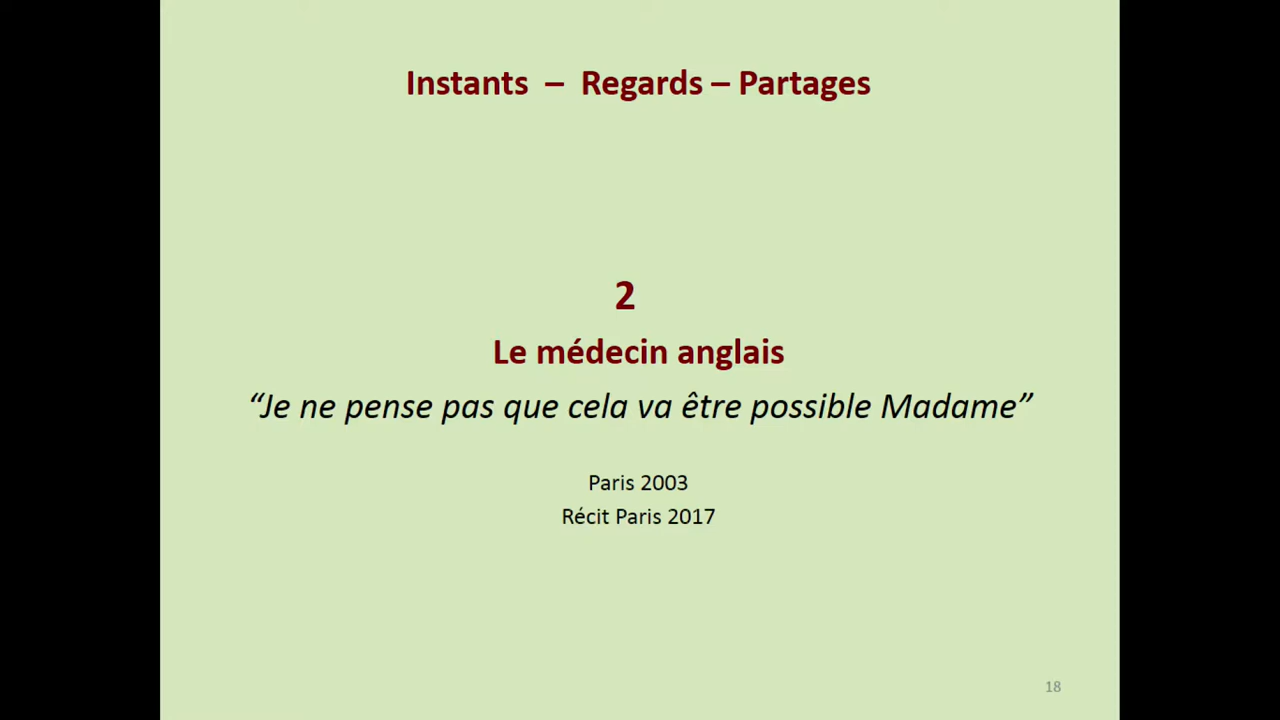 Instants – Regards – Partages
2
Le médecin anglais
“Je ne pense pas que cela va être possible Madame”
Paris 2003
Récit Paris 2017
18